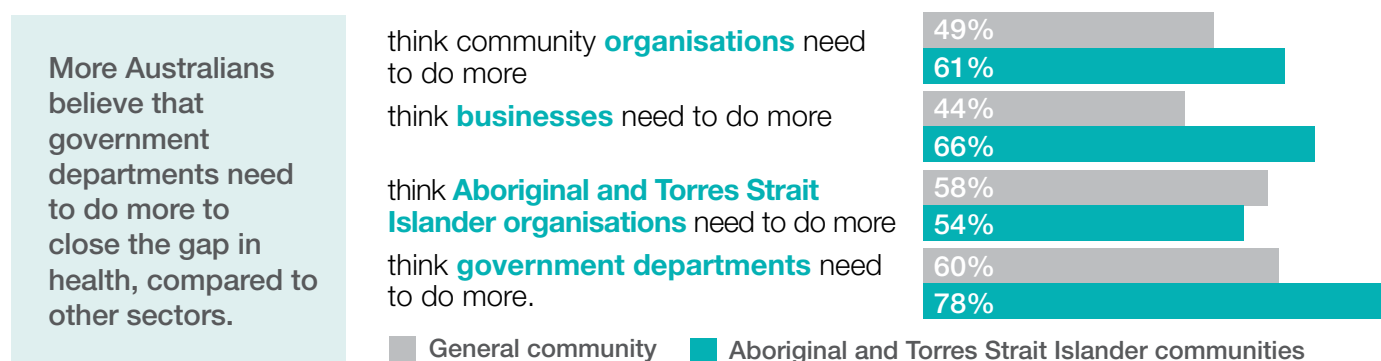 More Australians
believe that
government
departments need
to do more to
close the gap in
health, compared to
other sectors.
think community organisations need
to do more
49%
61%
think businesses need to do more
44%
66%
think Aboriginal and Torres Strait
Islander organisations need to do more
58%
54%
think government departments need
to do more.
60%
78%
General community
Aboriginal and Torres Strait Islander communities